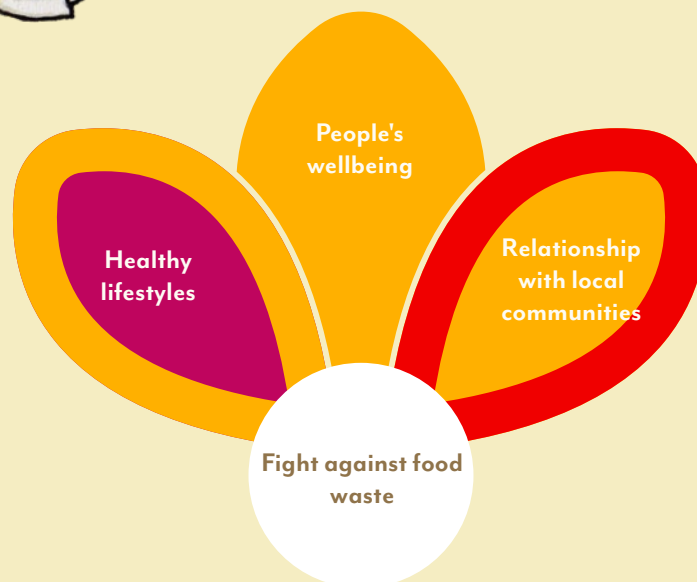 People's
wellbeing
Healthy
lifestyles
Relationship
with local
communities
Fight against food
waste